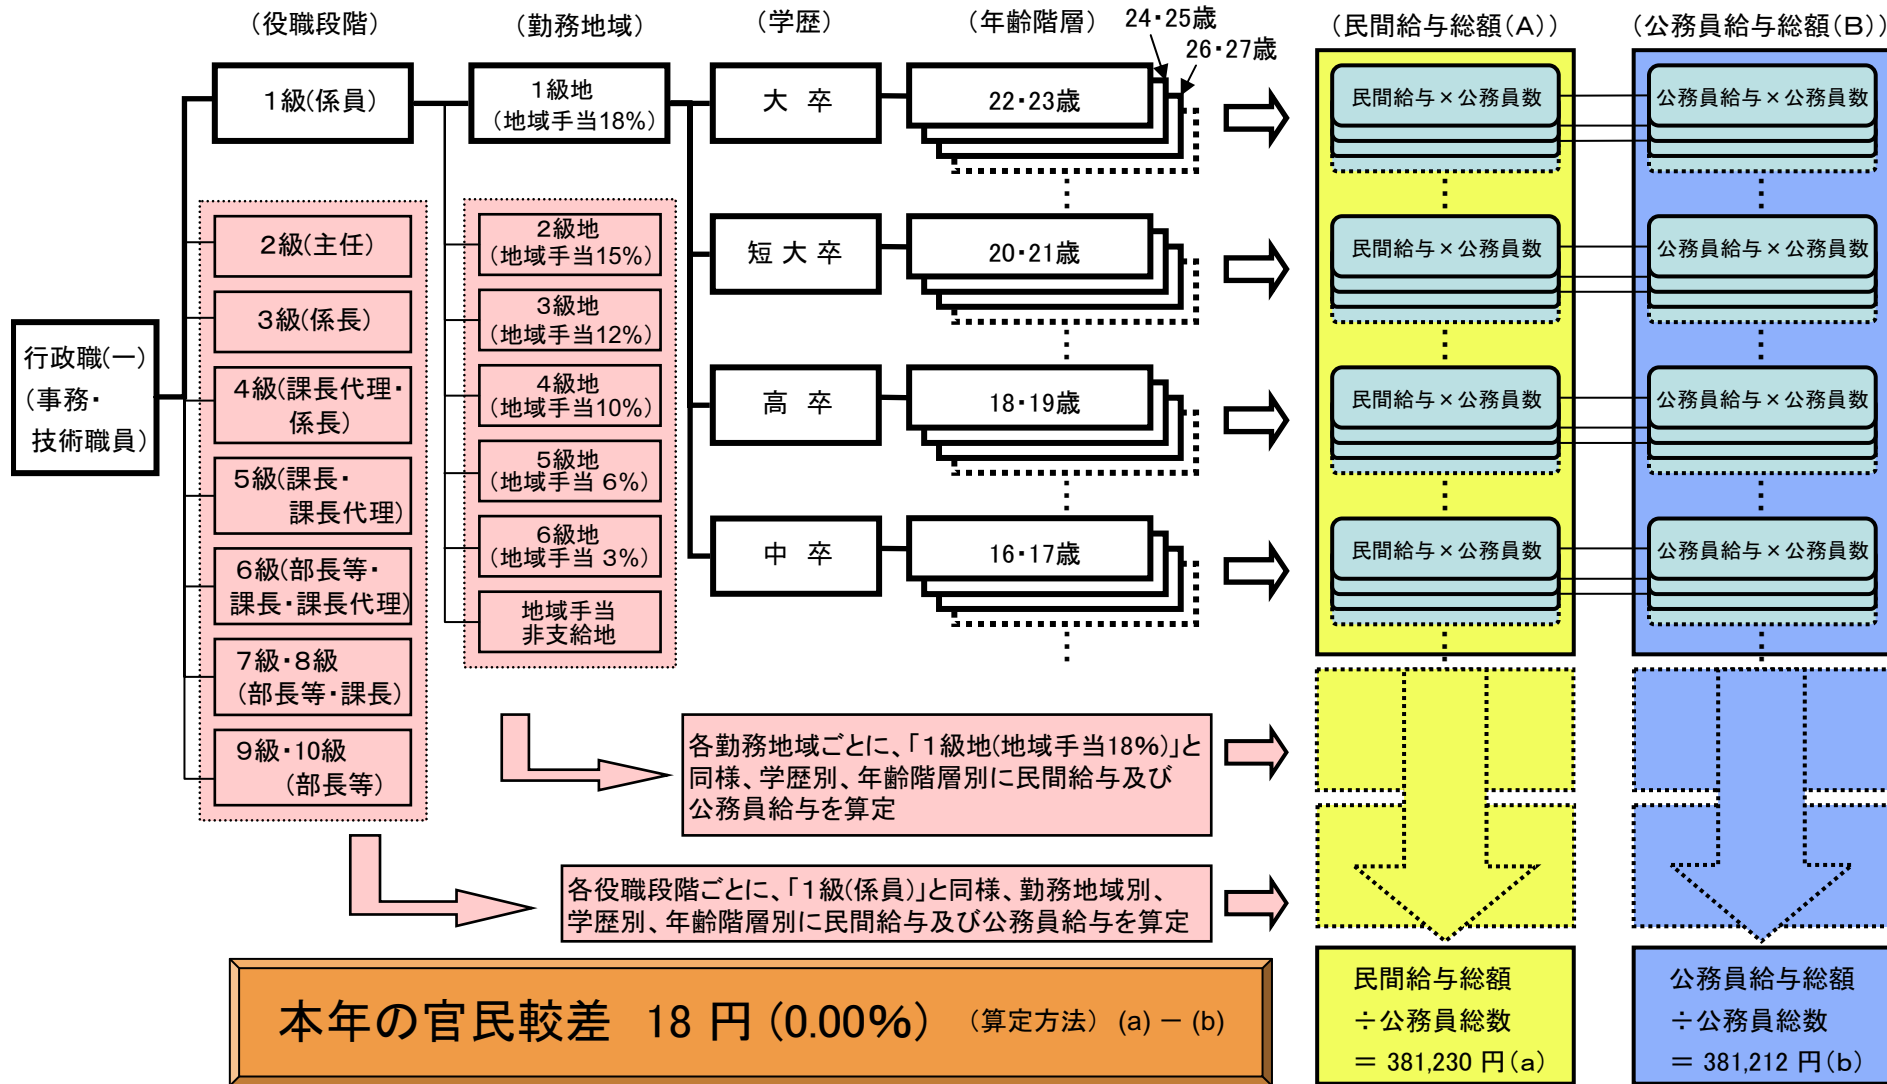 (役職段階)
(勤務地域)
(学歴)
(年齢階層)
24・25歳
26・27歳
(民間給与総額(A))
(公務員給与総額(B))
行政職(一)
(事務・
技術職員)
1級(係員)
2級(主任)
3級(係長)
4級(課長代理・
係長)
5級(課長・
課長代理)
6級(部長等・
課長・課長代理)
7級・8級
(部長等・課長)
9級・10級
(部長等)
1級地
(地域手当18%)
2級地
(地域手当15%)
3級地
(地域手当12%)
4級地
(地域手当10%)
5級地
(地域手当 6%)
6級地
(地域手当 3%)
地域手当
非支給地
大 卒
22・23歳
民間給与×公務員数
公務員給与×公務員数
短 大 卒
20・21歳
民間給与×公務員数
公務員給与×公務員数
高 卒
18・19歳
民間給与×公務員数
公務員給与×公務員数
中 卒
16・17歳
民間給与×公務員数
公務員給与×公務員数
各勤務地域ごとに、「1級地(地域手当18%)」と
同様、学歴別、年齢階層別に民間給与及び
公務員給与を算定
各役職段階ごとに、「1級(係員)」と同様、勤務地域別、
学歴別、年齢階層別に民間給与及び公務員給与を算定
本年の官民較差 18 円 (0.00%) (算定方法) (a) － (b)
民間給与総額
÷公務員総数
＝ 381,230 円(a)
公務員給与総額
÷公務員総数
＝ 381,212 円(b)